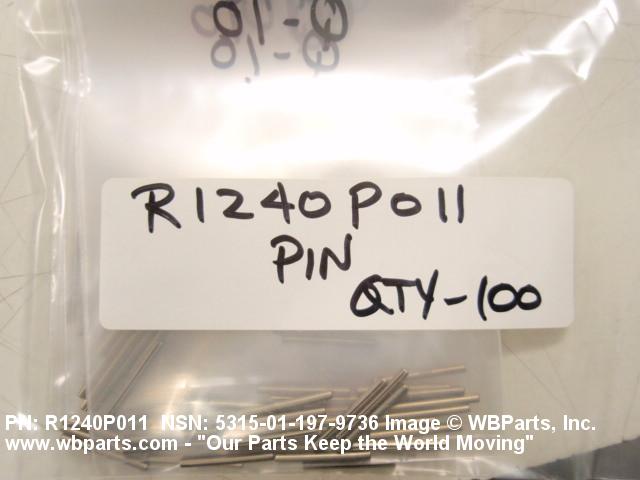 Q-10
R1240P011
PIN
QTY-100
PN: R1240P011 NSN: 5315-01-197-9736 Image © WBParts, Inc.
www.wbparts.com - "Our Parts Keep the World Moving"